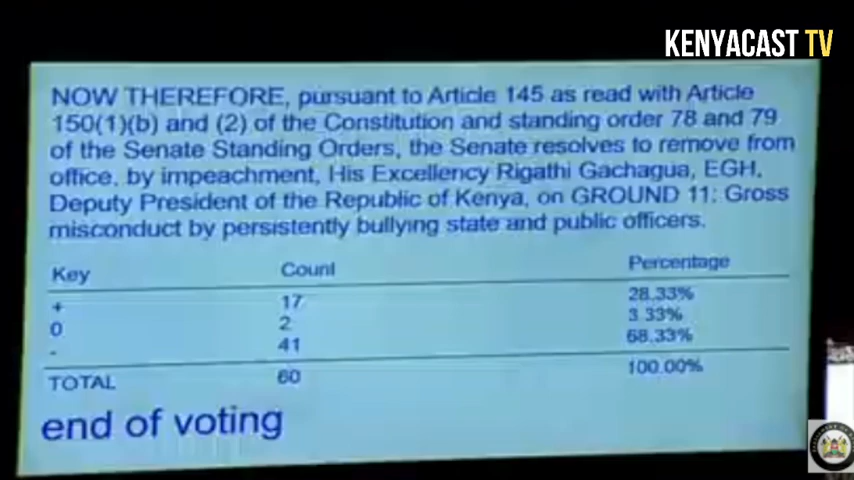 KENYACAST TV
NOW THEREFORE, pursuant to Article 145 as read with Article
150(1)(b) and (2) of the Constitution and standing order 78 and 79
of the Senate Standing Orders, the Senate resolves to remove from
office, by impeachment, His Excellency Rigathi Gachagua, EGH,
Deputy President of the Republic of Kenya, on GROUND 11: Gross
misconduct by persistently bullying state and public officers.
Key Count Percentage
+ 17 28.33%
0 2 3.33%
- 41 68.33%
TOTAL 60 100.00%
end of voting